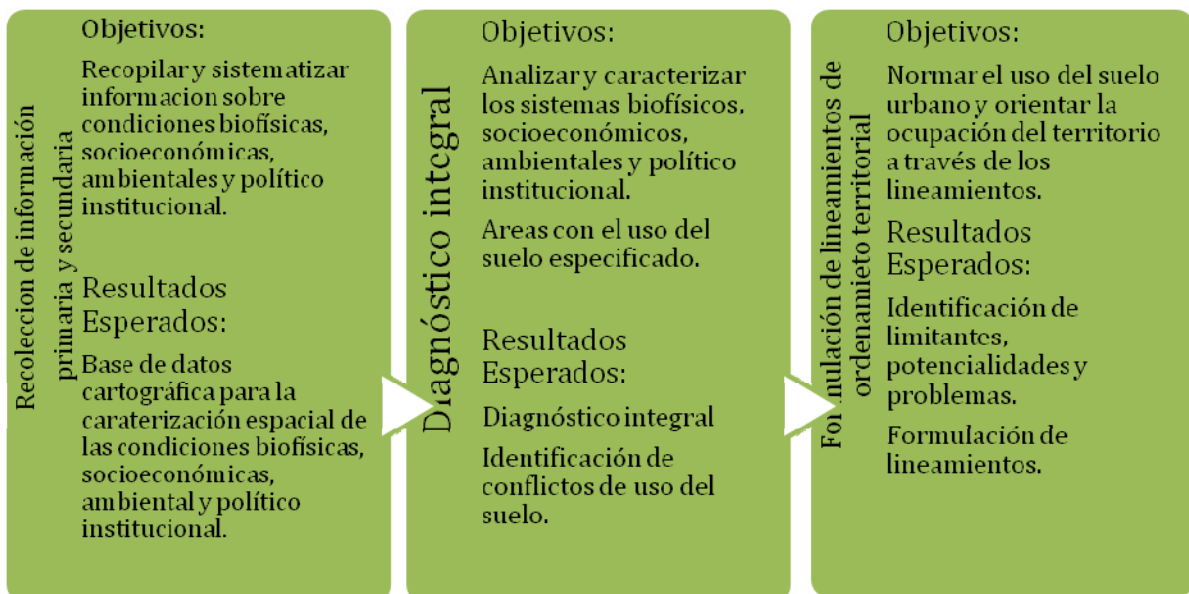 Recoleccion de información
primaria y secundaria
Objetivos:
Recopilar y sistematizar
informacion sobre
condiciones biofísicas,
socioeconómicas,
ambientales y político
institucional.
Resultados
Esperados:
Base de datos
cartográfica para la
caraterización espacial de
las condiciones biofísicas,
socioeconómicas,
ambiental y político
institucional.
Diagnóstico integral
Objetivos:
Analizar y caracterizar
los sistemas biofísicos,
socioeconómicos,
ambientales y político
institucional.
Areas con el uso del
suelo especificado.
Resultados
Esperados:
Diagnóstico integral
Identificación de
conflictos de uso del
suelo.
Formulación de lineamientos de
ordenamieto territorial
Objetivos:
Normar el uso del suelo
urbano y orientar la
ocupación del territorio
a través de los
lineamientos.
Resultados
Esperados:
Identificación de
limitantes,
potencialidades y
problemas.
Formulación de
lineamientos.